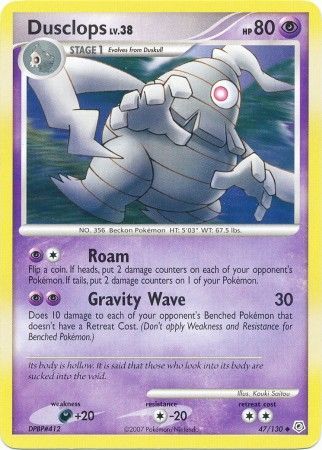 Dusclops LV.38 HP 80
STAGE 1 Evolves from Duskull
NO. 356 Beckon Pokémon HT: 5'03" WT: 67.5 lbs.
Roam
Flip a coin. If heads, put 2 damage counters on each of your opponent's
Pokémon. If tails, put 2 damage counters on 1 of your Pokémon.
Gravity Wave 30
Does 10 damage to each of your opponent's Benched Pokémon that
doesn't have a Retreat Cost. (Don't apply Weakness and Resistance for
Benched Pokémon.)
Its body is hollow. It is said that those who look into its body are
sucked into the void.
Illus. Kouki Saitou
weakness resistance retreat cost
+20 -20
DPBP#412 ©2007 Pokémon/Nintendo 47/130